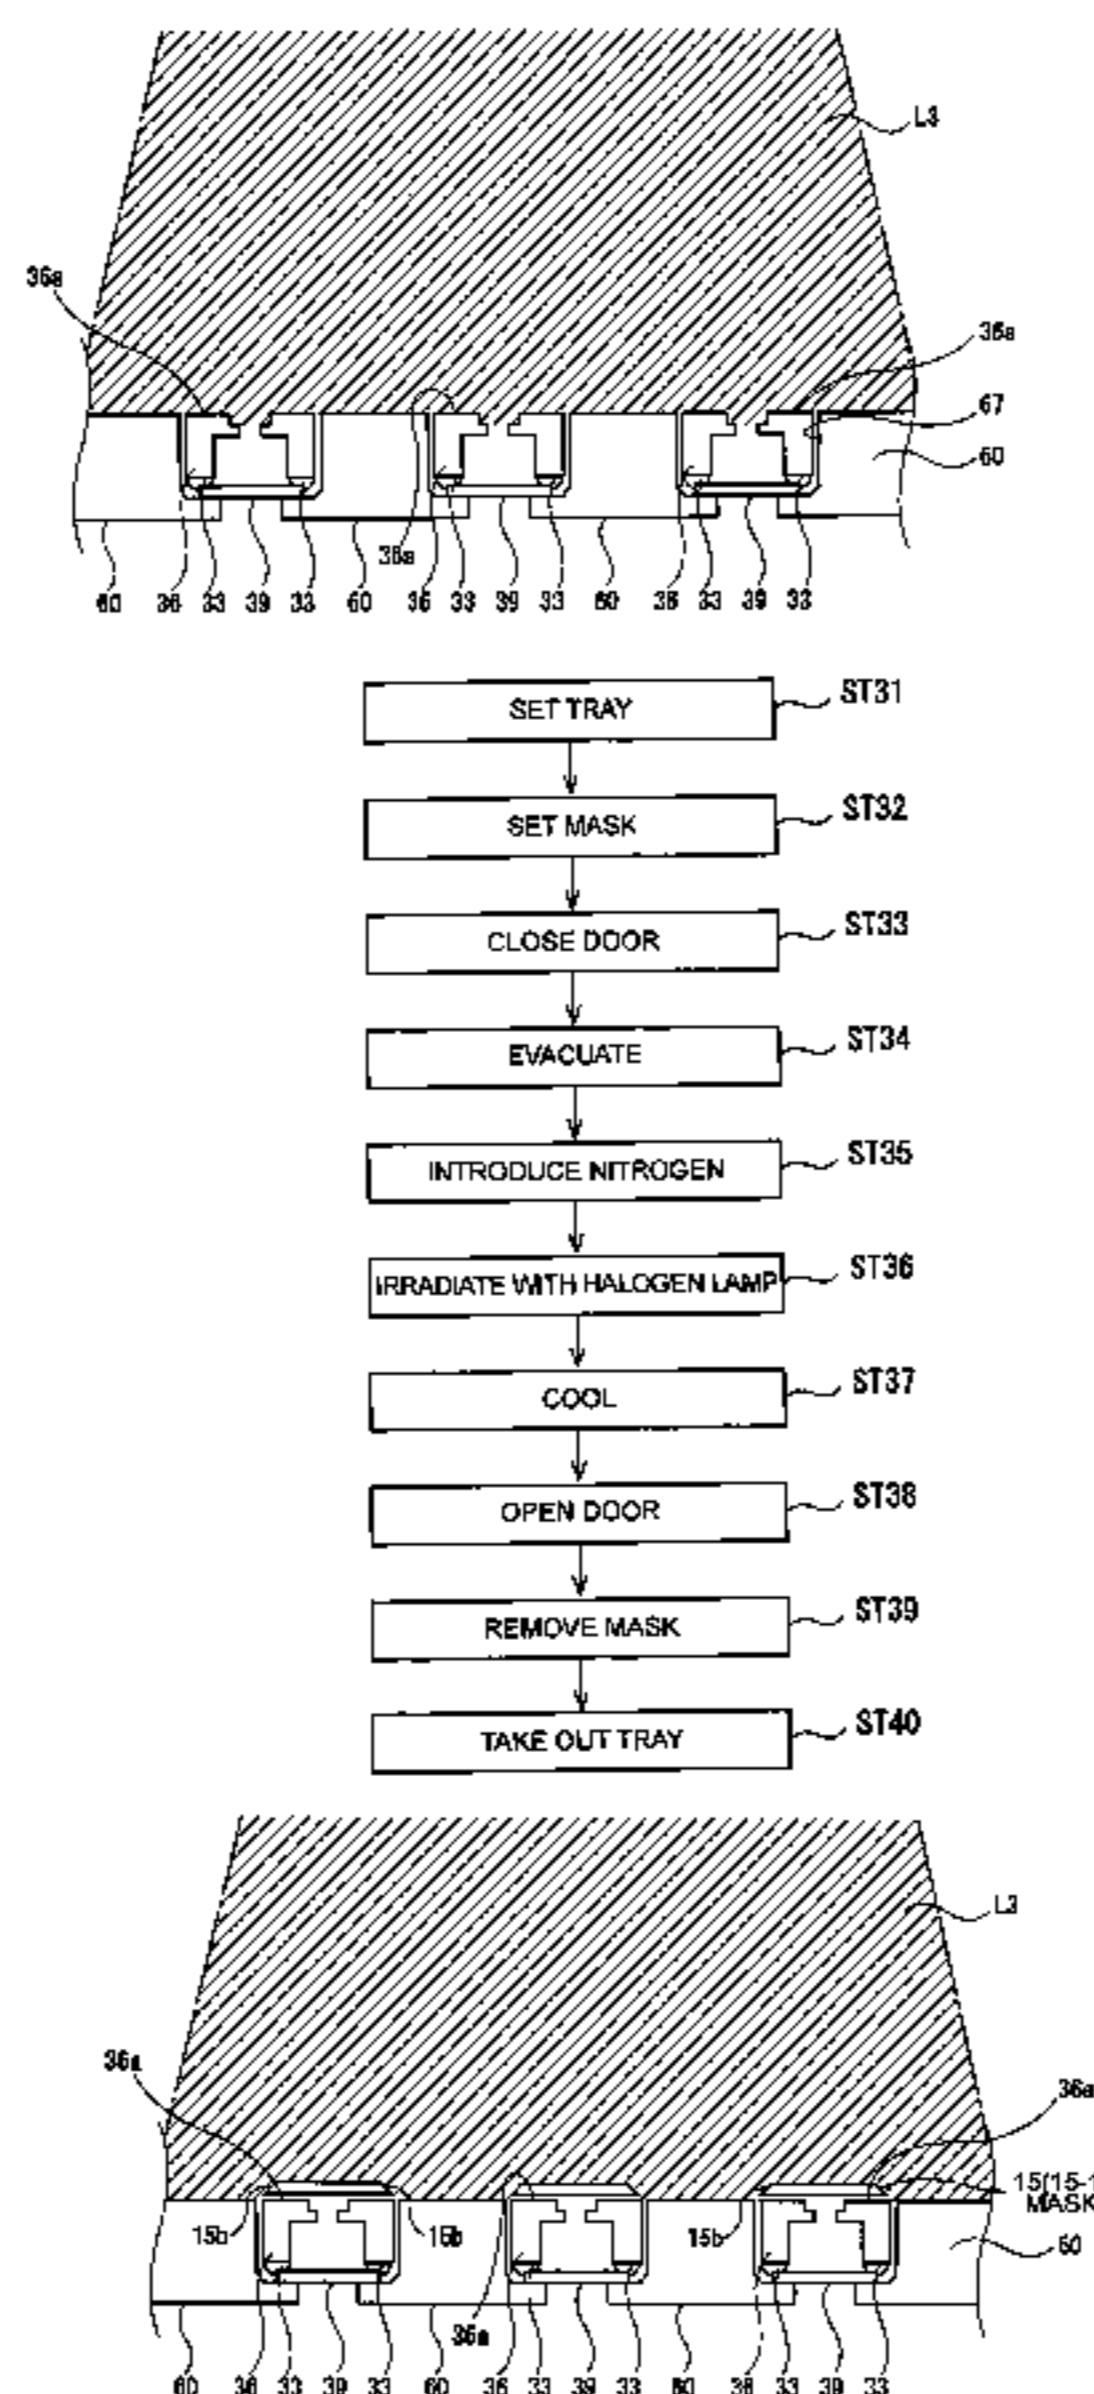 L3
36a
36a
67
60
36a
60 36 33 39 33 60 36 33 39 33 60 36 33 39 33
SET TRAY ST31
SET MASK ST32
CLOSE DOOR ST33
EVACUATE ST34
INTRODUCE NITROGEN ST35
IRRADIATE WITH HALOGEN LAMP ST36
COOL ST37
OPEN DOOR ST38
REMOVE MASK ST39
TAKE OUT TRAY ST40
L3
36a
36a
15(15-1
MASK
15b 15b 15b
60
36a
60 36 33 39 33 60 36 33 39 33 60 36 33 39 33